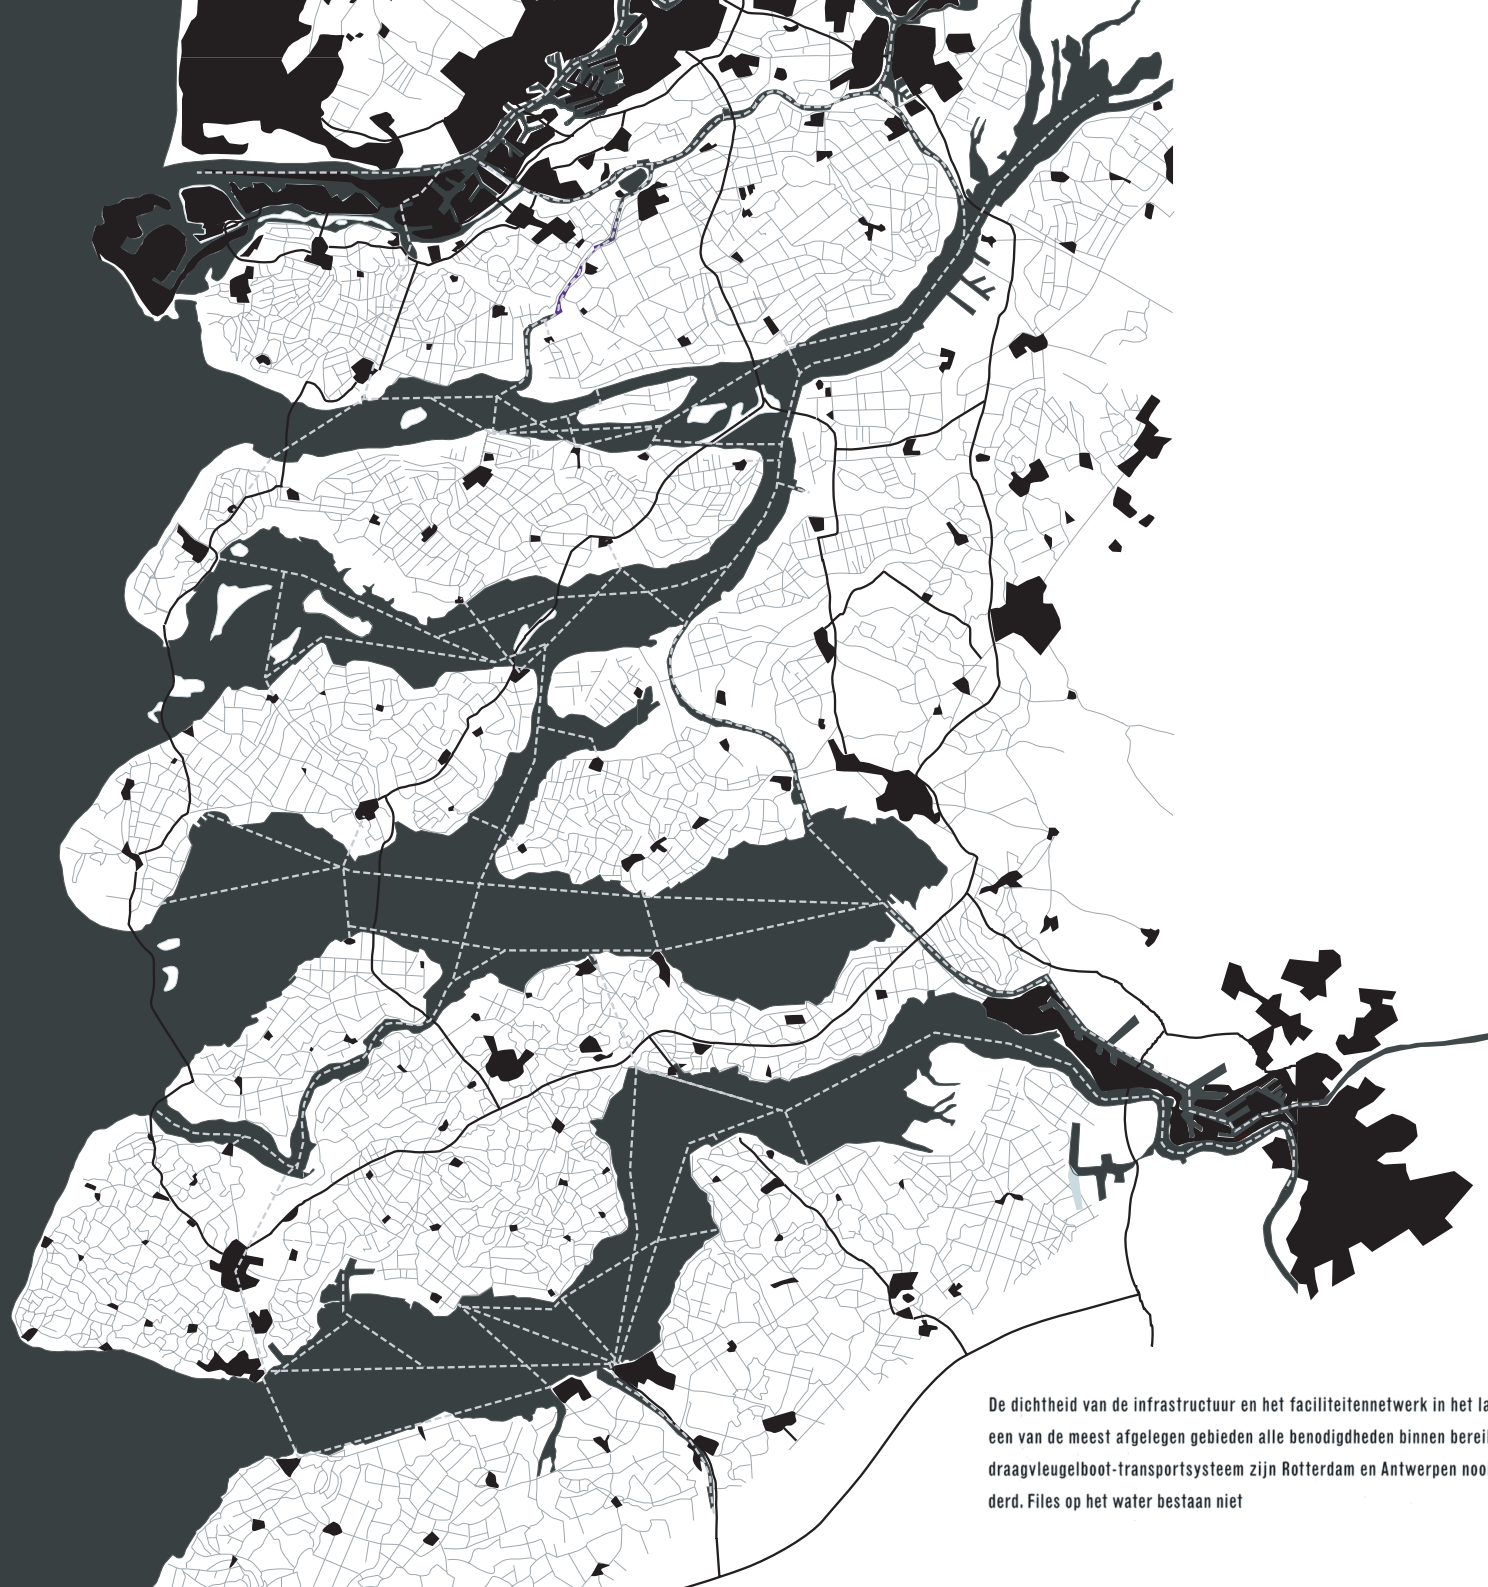 De dichtheid van de infrastructuur en het faciliteitennetwerk in het la
een van de meest afgelegen gebieden alle benodigdheden binnen berei
draagvleugelboot-transportsysteem zijn Rotterdam en Antwerpen noo
derd. Files op het water bestaan niet